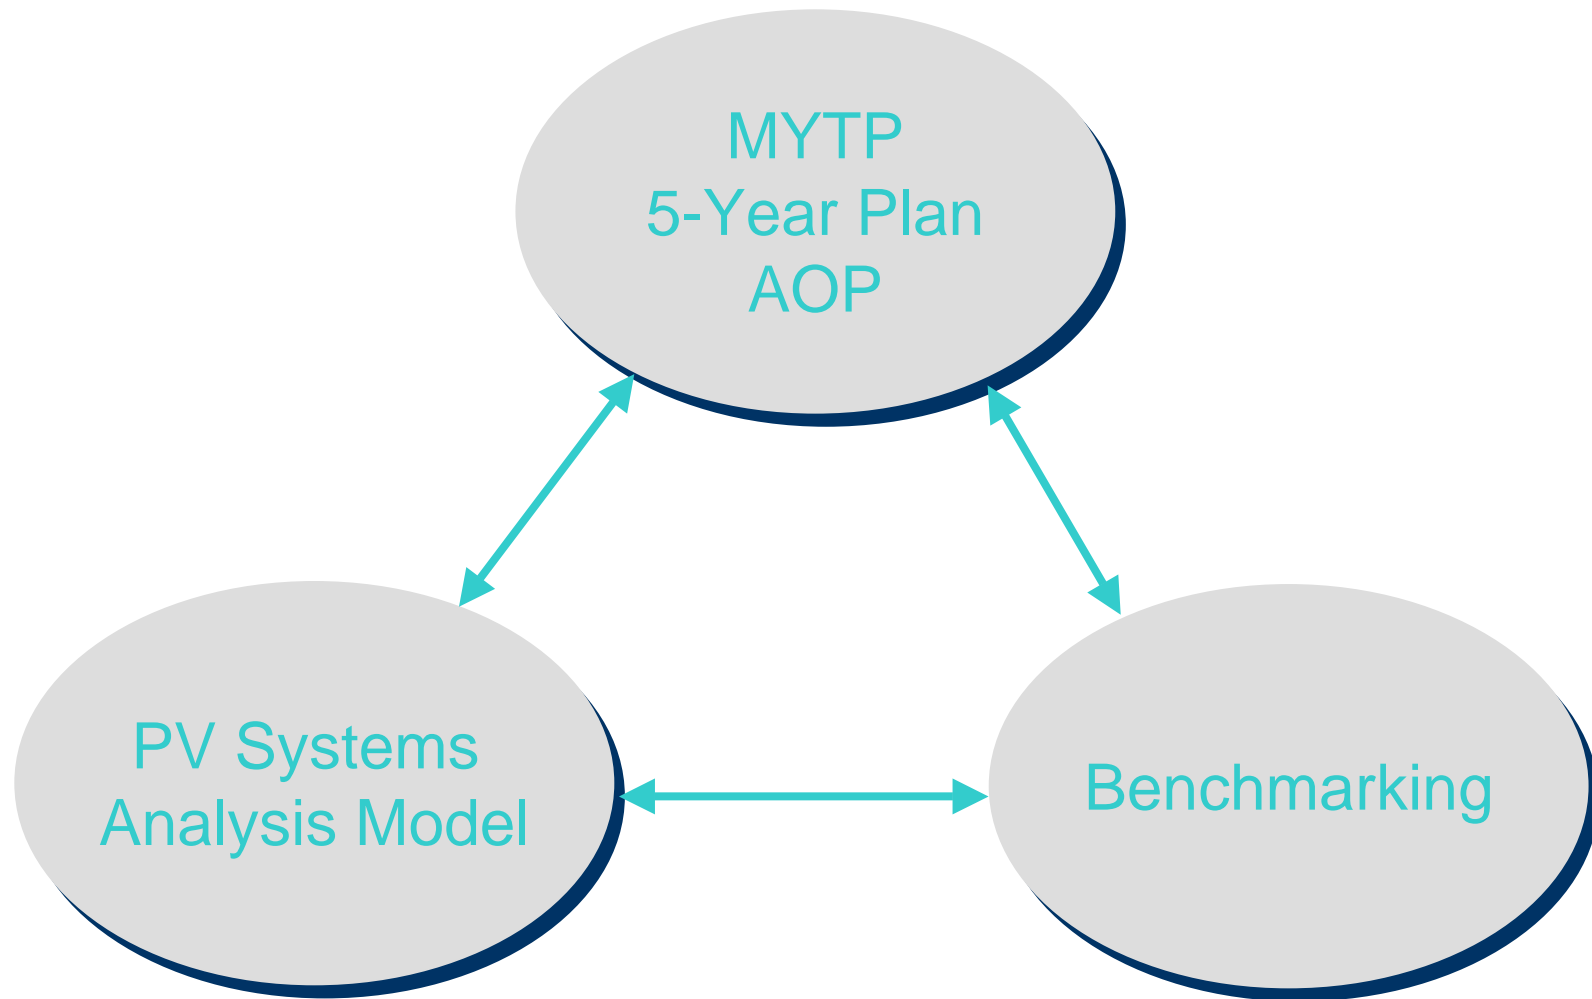 MYTP
5-Year Plan
AOP
PV Systems
Analysis Model
Benchmarking